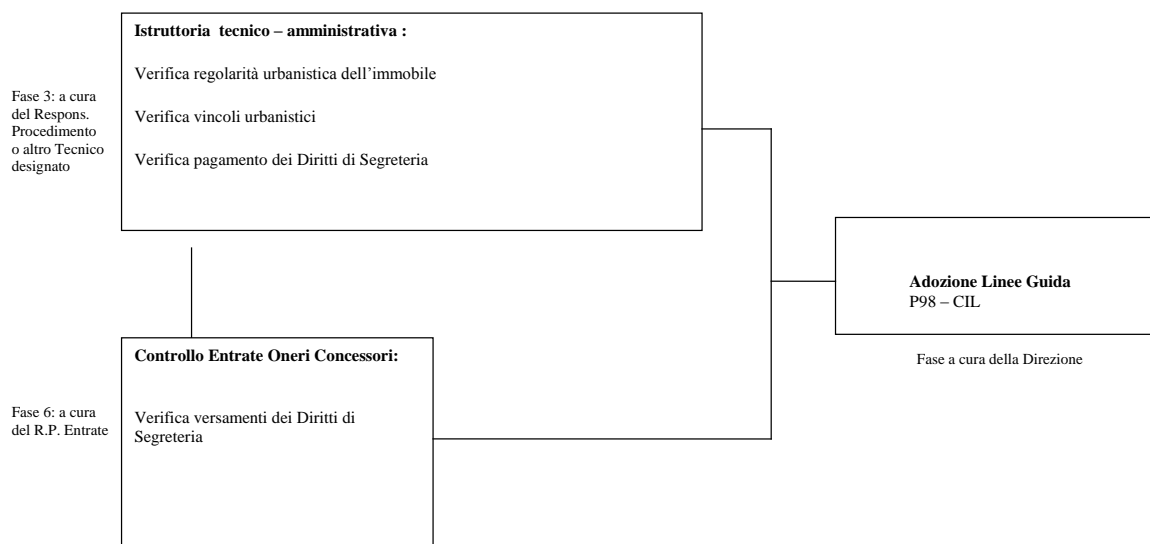 Istruttoria tecnico – amministrativa :
Verifica regolarità urbanistica dell'immobile
Verifica vincoli urbanistici
Verifica pagamento dei Diritti di Segreteria
Fase 3: a cura
del Respons.
Procedimento
o altro Tecnico
designato
Adozione Linee Guida
P98 – CIL
Fase a cura della Direzione
Controllo Entrate Oneri Concessori:
Verifica versamenti dei Diritti di
Segreteria
Fase 6: a cura
del R.P. Entrate